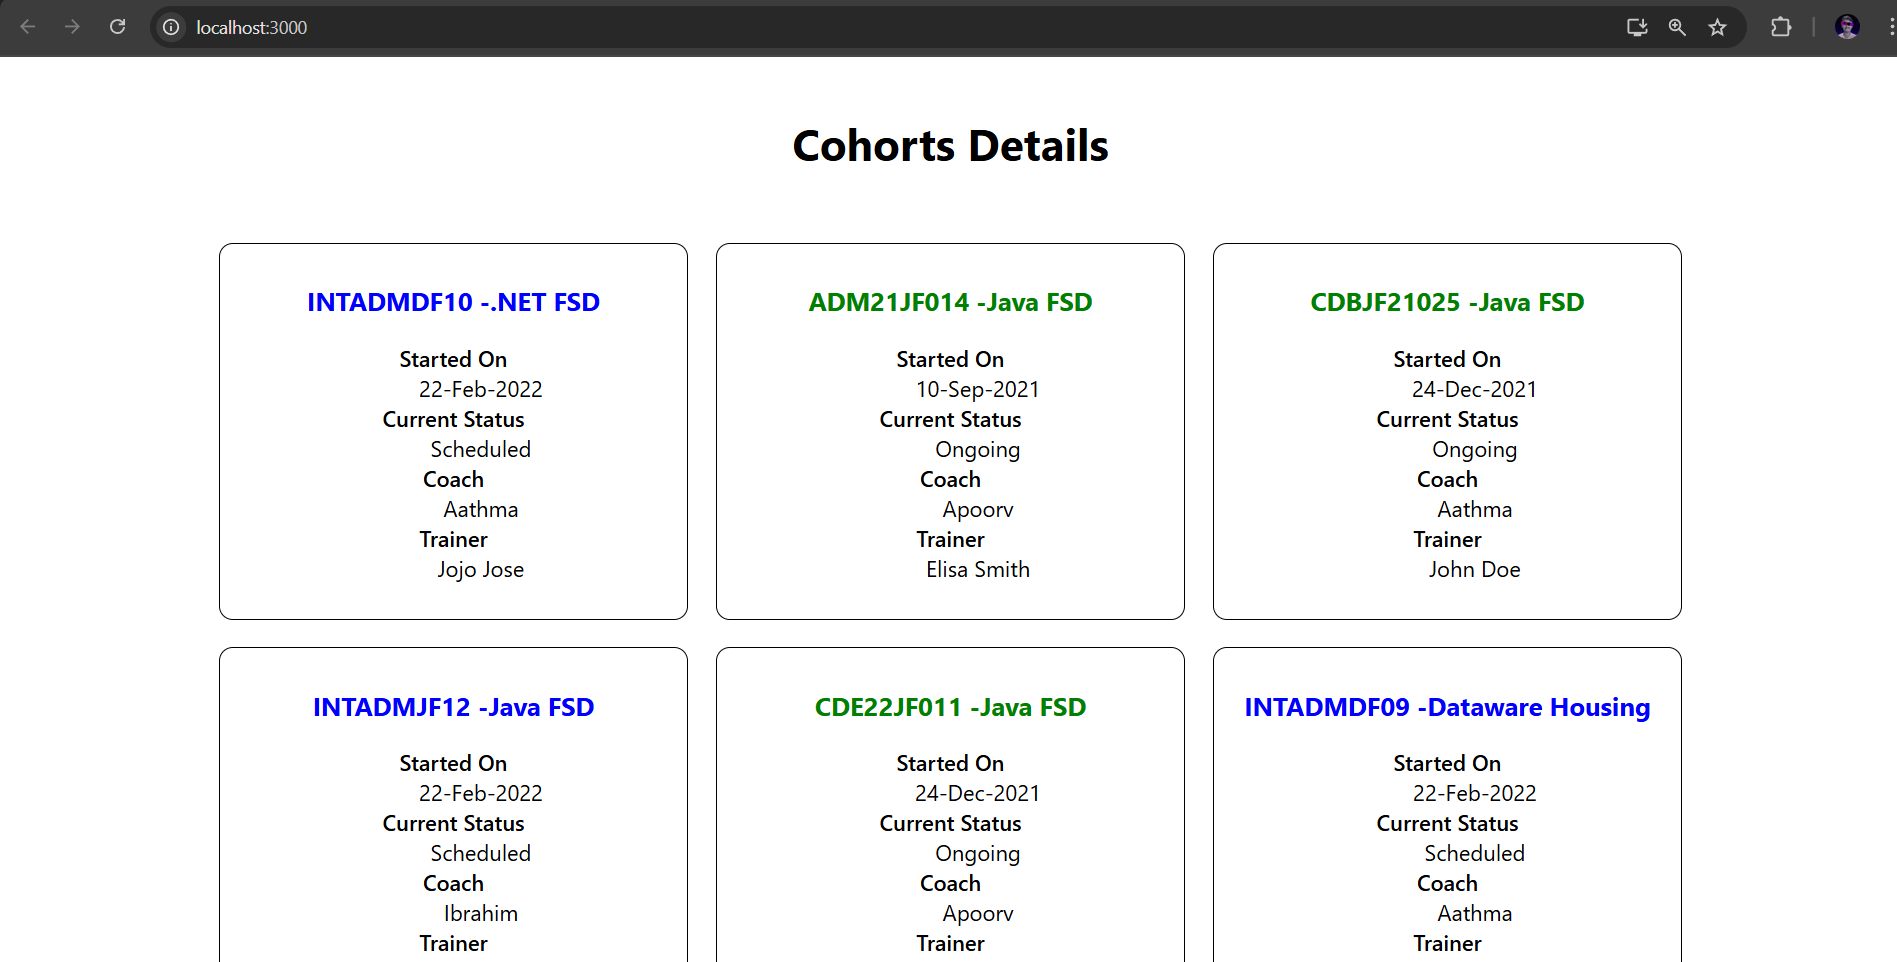 localhost:3000
Cohorts Details
INTADMDF10 -.NET FSD
Started On
22-Feb-2022
Current Status
Scheduled
Coach
Aathma
Trainer
Jojo Jose
ADM21JF014 -Java FSD
Started On
10-Sep-2021
Current Status
Ongoing
Coach
Apoorv
Trainer
Elisa Smith
CDBJF21025 -Java FSD
Started On
24-Dec-2021
Current Status
Ongoing
Coach
Aathma
Trainer
John Doe
INTADMJF12 -Java FSD
Started On
22-Feb-2022
Current Status
Scheduled
Coach
Ibrahim
Trainer
CDE22JF011 -Java FSD
Started On
24-Dec-2021
Current Status
Ongoing
Coach
Apoorv
Trainer
INTADMDF09 -Dataware Housing
Started On
22-Feb-2022
Current Status
Scheduled
Coach
Aathma
Trainer